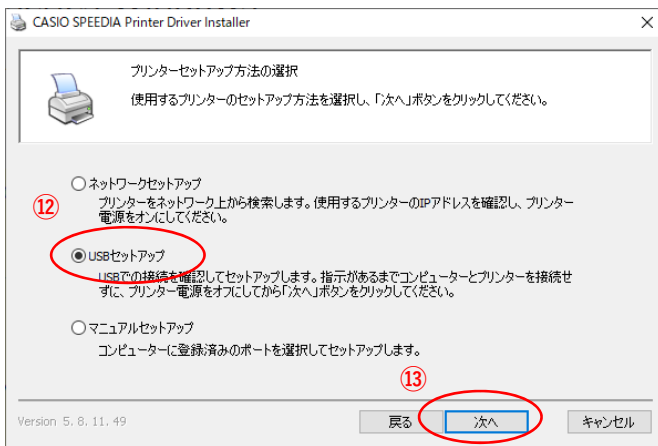 CASIO SPEEDIA Printer Driver Installer
プリンターセットアップ方法の選択
使用するプリンターのセットアップ方法を選択し、「次へ」ボタンをクリックしてください。
ネットワークセットアップ
プリンターをネットワーク上から検索します。使用するプリンターのIPアドレスを確認し、プリンター
電源をオンにしてください。
⑫
USBセットアップ
USBでの接続を確認してセットアップします。指示があるまでコンピューターとプリンターを接続せ
ずに、プリンター電源をオフにしてから「次へ」ボタンをクリックしてください。
マニュアルセットアップ
コンピューターに登録済みのポートを選択してセットアップします。
⑬
Version 5.8.11.49
戻る 次へ キャンセル